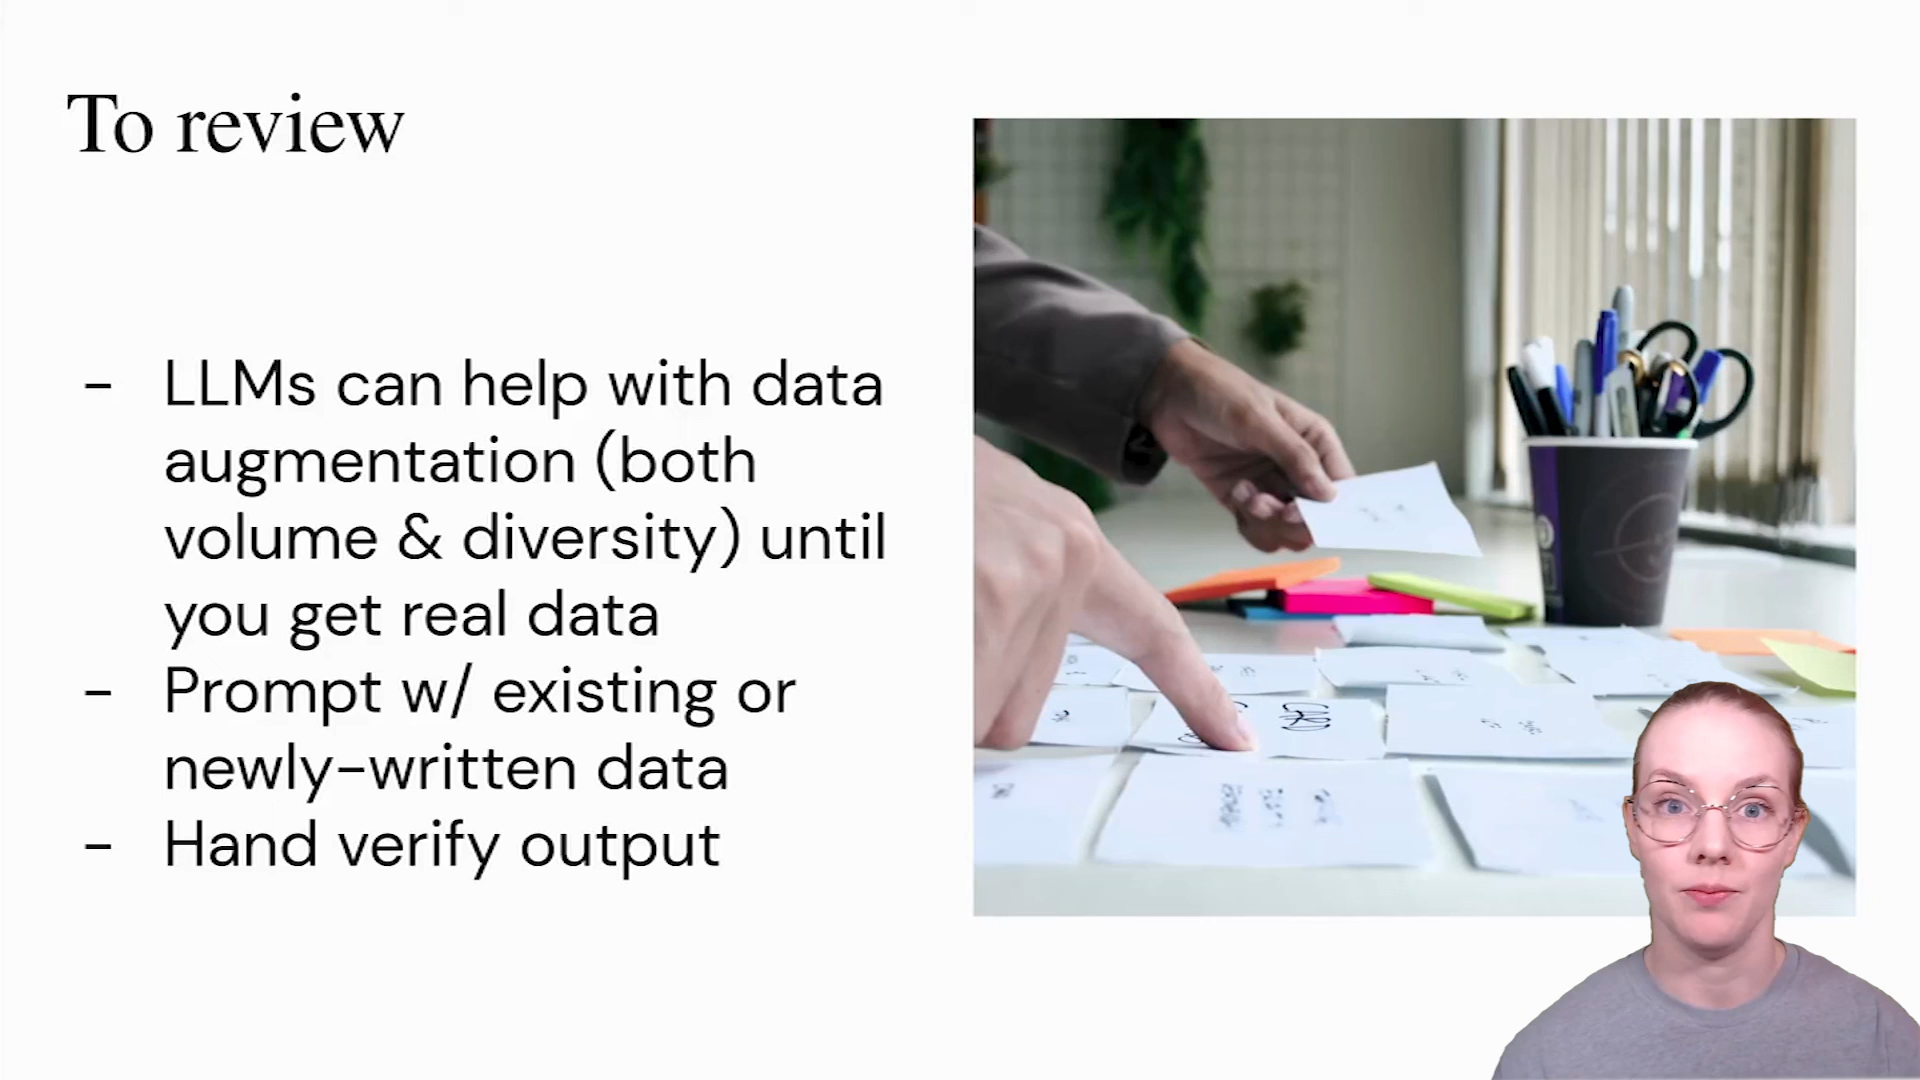 To review
- LLMs can help with data
augmentation (both
volume & diversity) until
you get real data
- Prompt w/ existing or
newly-written data
- Hand verify output
CARD